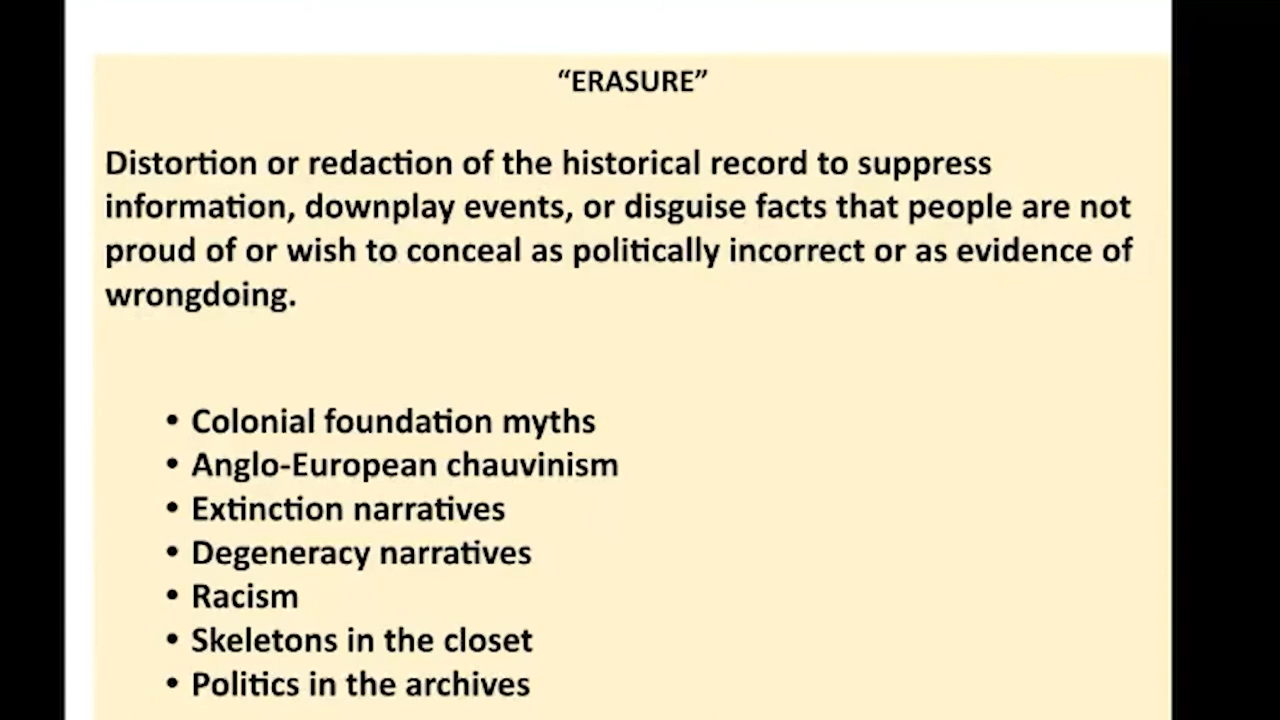 “ERASURE”
Distortion or redaction of the historical record to suppress
information, downplay events, or disguise facts that people are not
proud of or wish to conceal as politically incorrect or as evidence of
wrongdoing.
• Colonial foundation myths
• Anglo-European chauvinism
• Extinction narratives
• Degeneracy narratives
• Racism
• Skeletons in the closet
• Politics in the archives